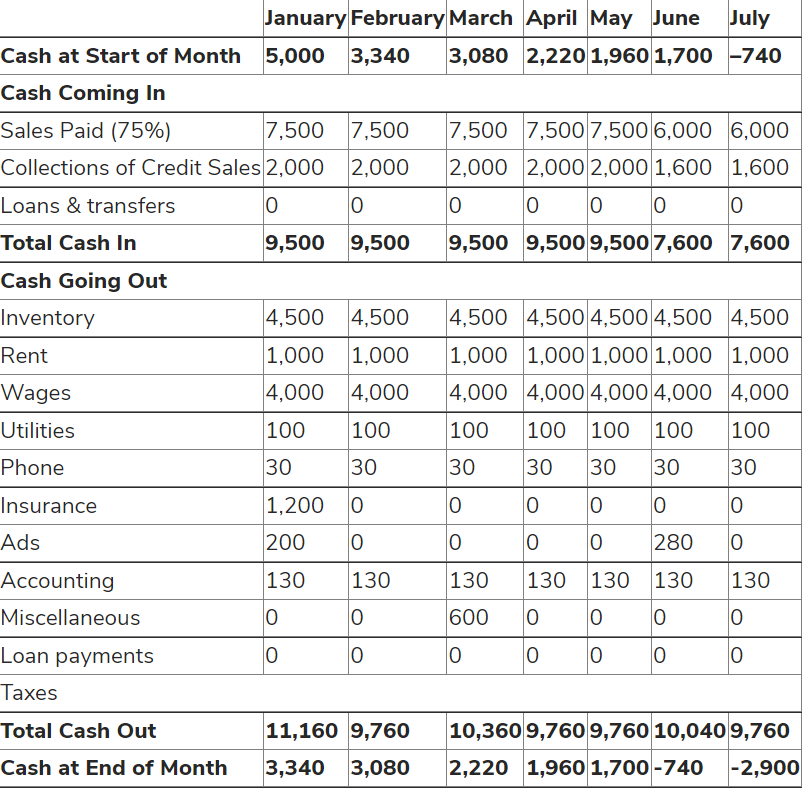 January February March April May June July
Cash at Start of Month 5,000 3,340 3,080 2,220 1,960 1,700 –740
Cash Coming In
Sales Paid (75%) 7,500 7,500 7,500 7,500 7,500 6,000 6,000
Collections of Credit Sales 2,000 2,000 2,000 2,000 2,000 1,600 1,600
Loans & transfers 0 0 0 0 0 0 0
Total Cash In 9,500 9,500 9,500 9,500 9,500 7,600 7,600
Cash Going Out
Inventory 4,500 4,500 4,500 4,500 4,500 4,500 4,500
Rent 1,000 1,000 1,000 1,000 1,000 1,000 1,000
Wages 4,000 4,000 4,000 4,000 4,000 4,000 4,000
Utilities 100 100 100 100 100 100 100
Phone 30 30 30 30 30 30 30
Insurance 1,200 0 0 0 0 0 0
Ads 200 0 0 0 0 280 0
Accounting 130 130 130 130 130 130 130
Miscellaneous 0 0 600 0 0 0 0
Loan payments 0 0 0 0 0 0 0
Taxes
Total Cash Out 11,160 9,760 10,360 9,760 9,760 10,040 9,760
Cash at End of Month 3,340 3,080 2,220 1,960 1,700 -740 -2,900